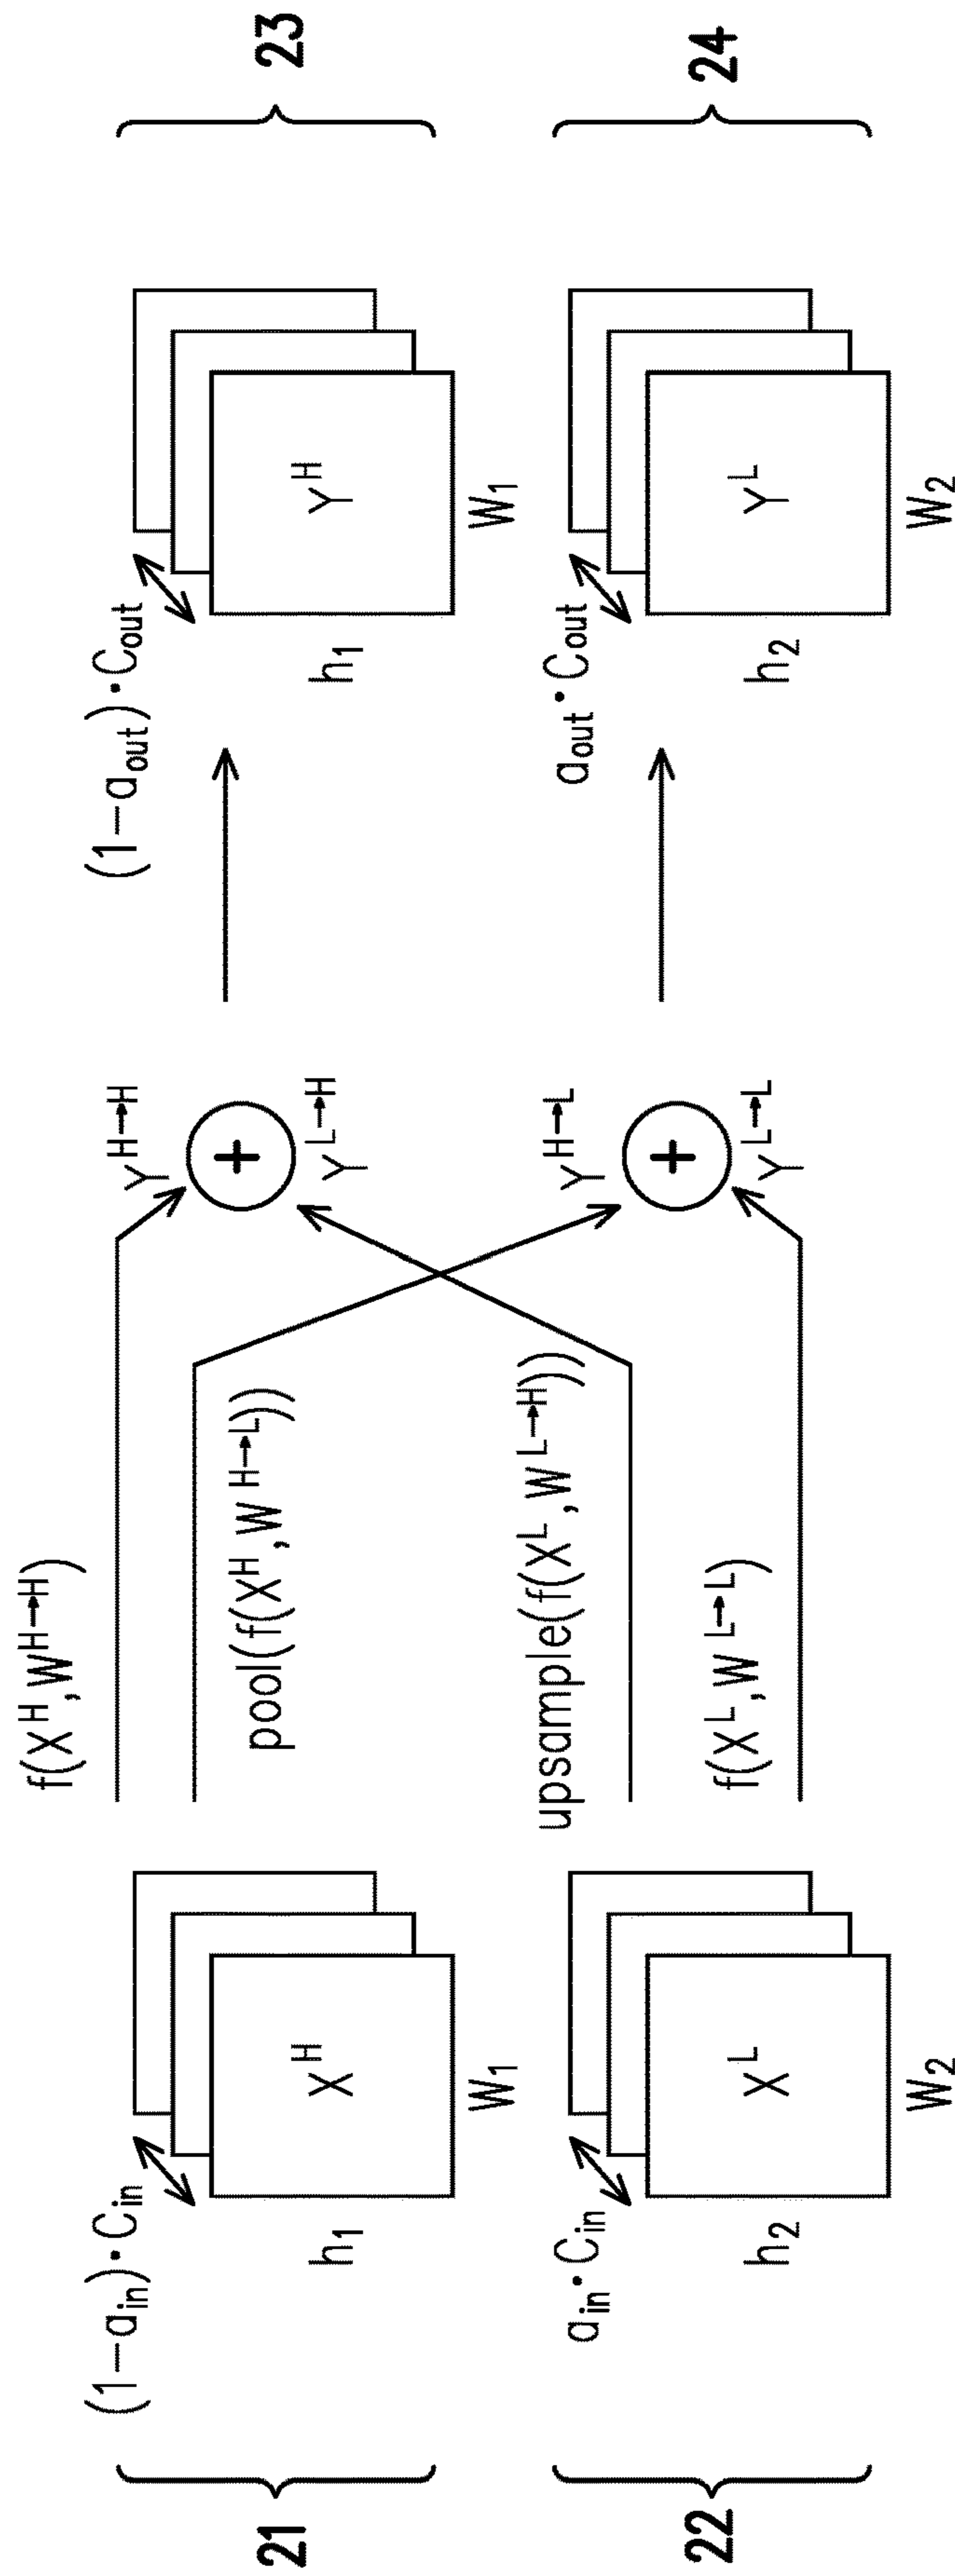 21
(1-a_in)·C_in
X^H
h_1
W_1
22
a_in·C_in
X^L
h_2
W_2
f(X^H,W^H→H)
pool(f(X^H,W^H→L))
upsample(f(X^L,W^L→H))
f(X^L,W^L→L)
Y^H→H
+
Y^L→H
Y^H→L
+
Y^L→L
(1-a_out)·C_out
Y^H
h_1
W_1
23
a_out·C_out
Y^L
h_2
W_2
24